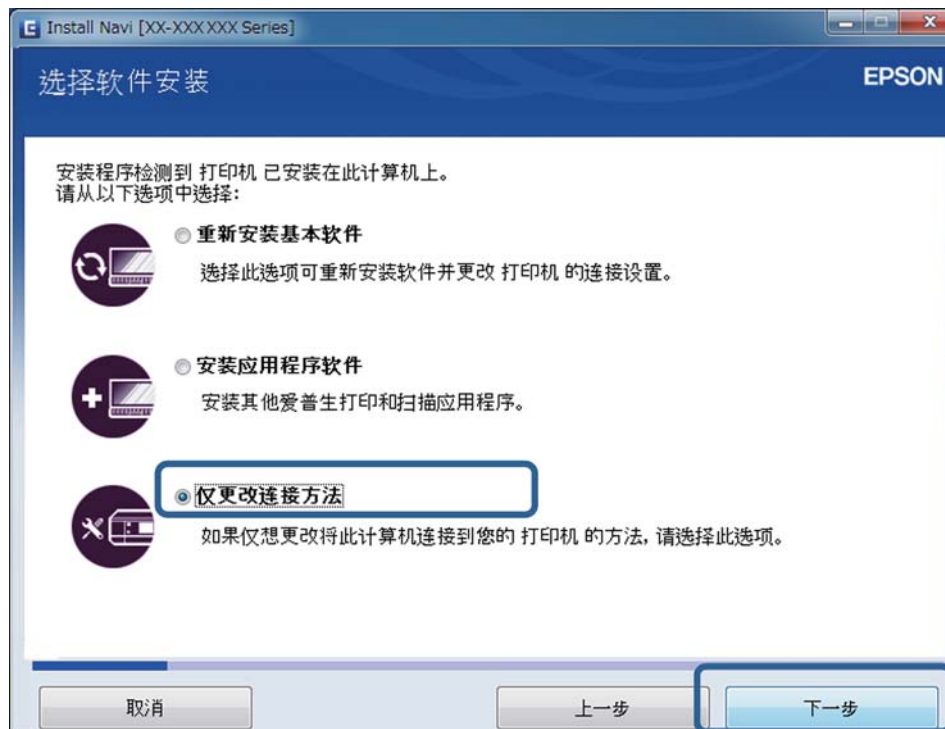 Install Navi [XX-XXX XXX Series]
选择软件安装
EPSON
安装程序检测到 打印机 已安装在此计算机上。
请从以下选项中选择:
重新安装基本软件
选择此选项可重新安装软件并更改 打印机 的连接设置。
安装应用程序软件
安装其他爱普生打印和扫描应用程序。
仅更改连接方法
如果仅想更改将此计算机连接到您的 打印机 的方法, 请选择此选项。
取消
上一步
下一步